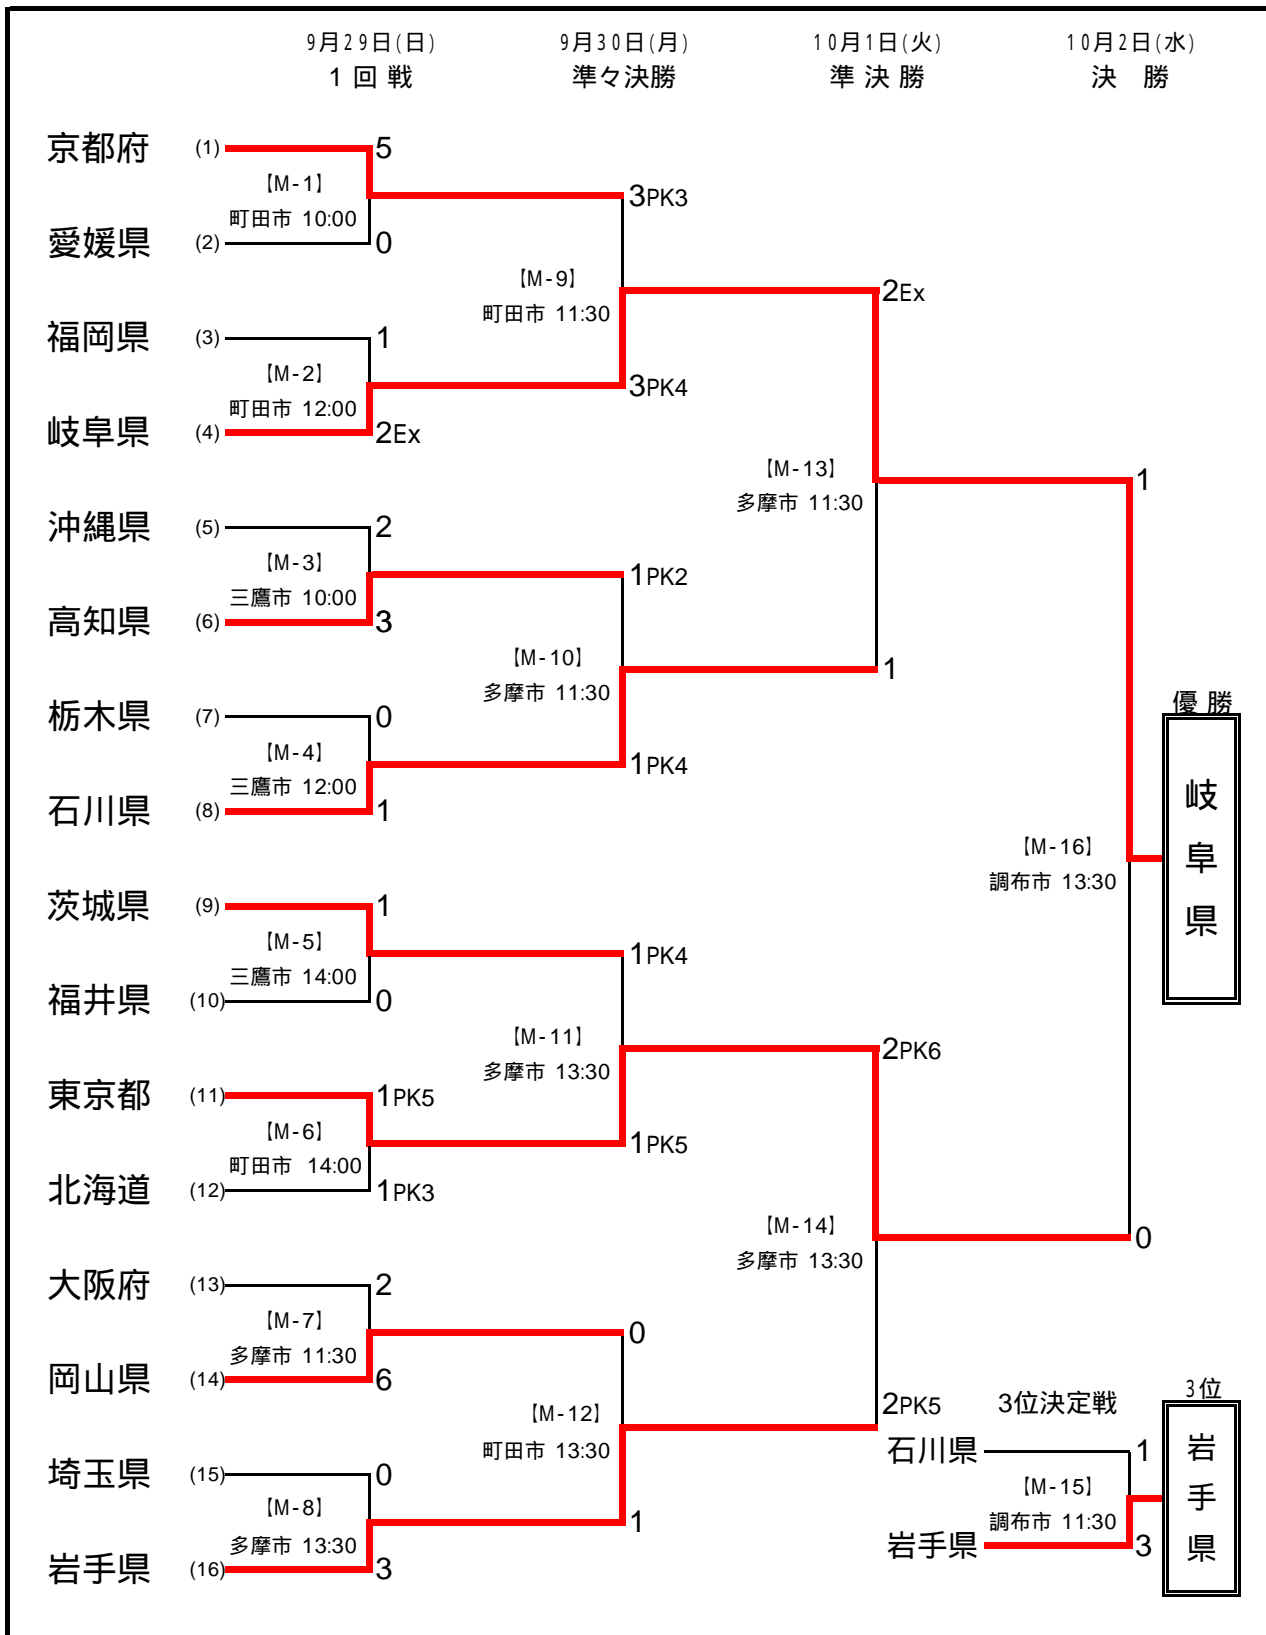 9月29日(日) 9月30日(月) 10月1日(火) 10月2日(水)
1回戦 準々決勝 準決勝 決勝
京都府 (1) 5
【M-1】
町田市 10:00
3PK3
愛媛県 (2) 0
【M-9】
町田市 11:30
2Ex
福岡県 (3) 1
【M-2】
町田市 12:00
3PK4
岐阜県 (4) 2Ex
【M-13】
多摩市 11:30
1
沖縄県 (5) 2
【M-3】
三鷹市 10:00
1PK2
高知県 (6) 3
【M-10】
多摩市 11:30
1
栃木県 (7) 0
【M-4】
三鷹市 12:00
1PK4
石川県 (8) 1
優勝
岐阜県
【M-16】
調布市 13:30
茨城県 (9) 1
【M-5】
三鷹市 14:00
1PK4
福井県 (10) 0
【M-11】
多摩市 13:30
2PK6
東京都 (11) 1PK5
【M-6】
町田市 14:00
1PK5
北海道 (12) 1PK3
【M-14】
多摩市 13:30
0
大阪府 (13) 2
【M-7】
多摩市 11:30
0
岡山県 (14) 6
【M-12】
町田市 13:30
2PK5
埼玉県 (15) 0
【M-8】
多摩市 13:30
1
岩手県 (16) 3
3位決定戦
石川県 1
【M-15】
調布市 11:30
岩手県 3
3位
岩手県